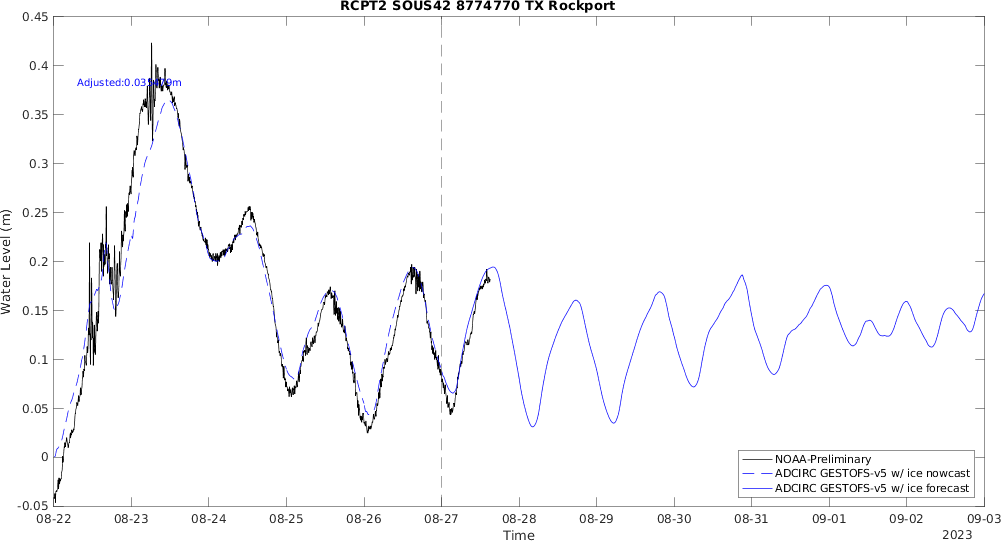 RCPT2 SOUS42 8774770 TX Rockport
0.45
0.4
0.35
0.3
0.25
0.2
0.15
0.1
0.05
0
-0.05
Water Level (m)
NOAA-Preliminary
ADCIRC GESTOFS-v5 w/ ice nowcast
ADCIRC GESTOFS-v5 w/ ice forecast
08-22 08-23 08-24 08-25 08-26 08-27 08-28 08-29 08-30 08-31 09-01 09-02 09-03
Time
2023